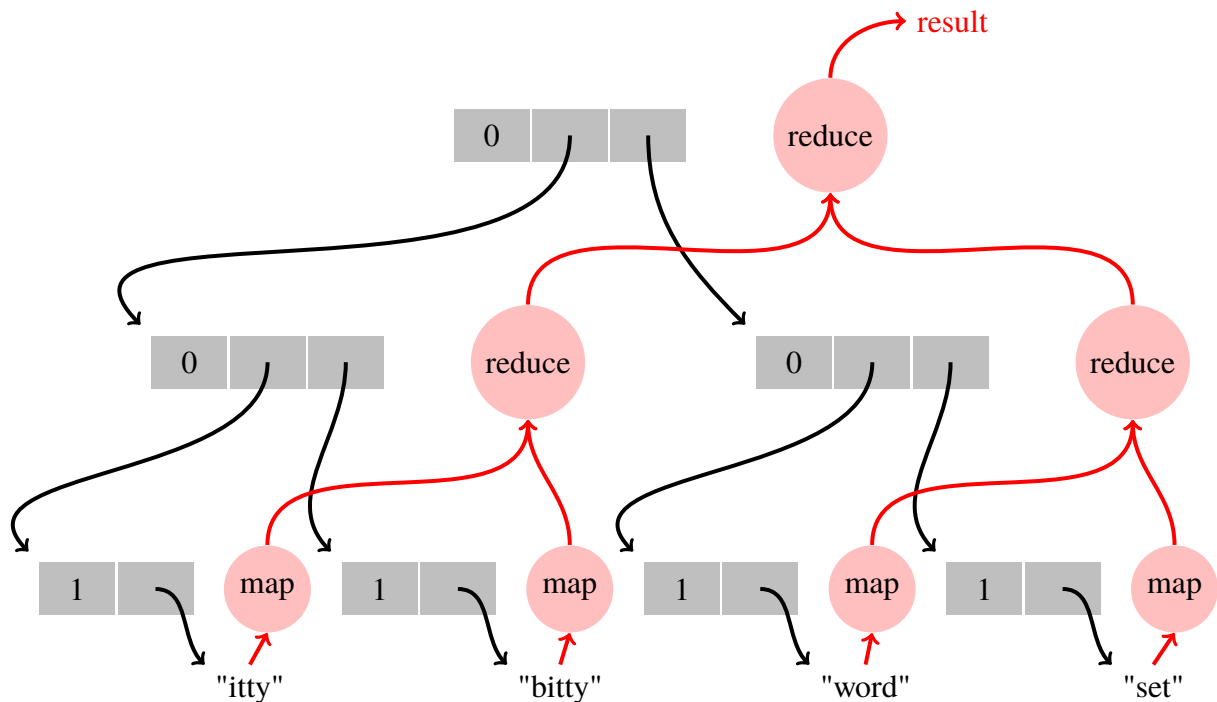 result
0 reduce
0 reduce 0 reduce
1 map 1 map 1 map 1 map
"itty" "bitty" "word" "set"